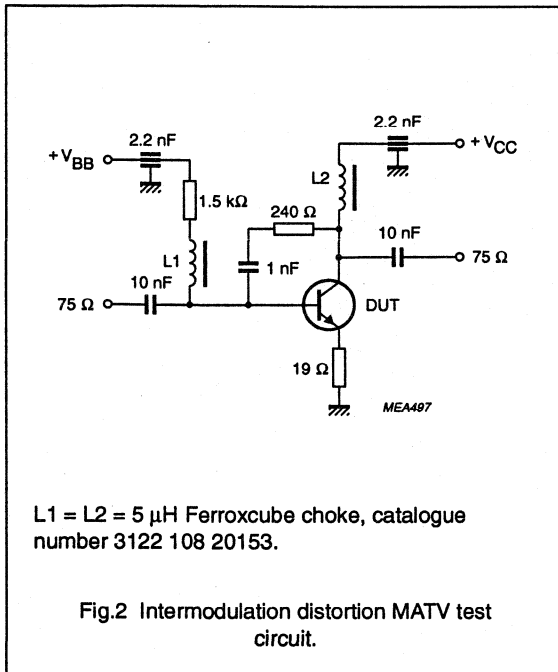 2.2 nF
+ VBB
2.2 nF
+ VCC
L2
1.5 kΩ
240 Ω
10 nF
L1
1 nF
75 Ω
10 nF
75 Ω
DUT
19 Ω
MEA497
L1 = L2 = 5 µH Ferroxcube choke, catalogue
number 3122 108 20153.
Fig.2 Intermodulation distortion MATV test
circuit.